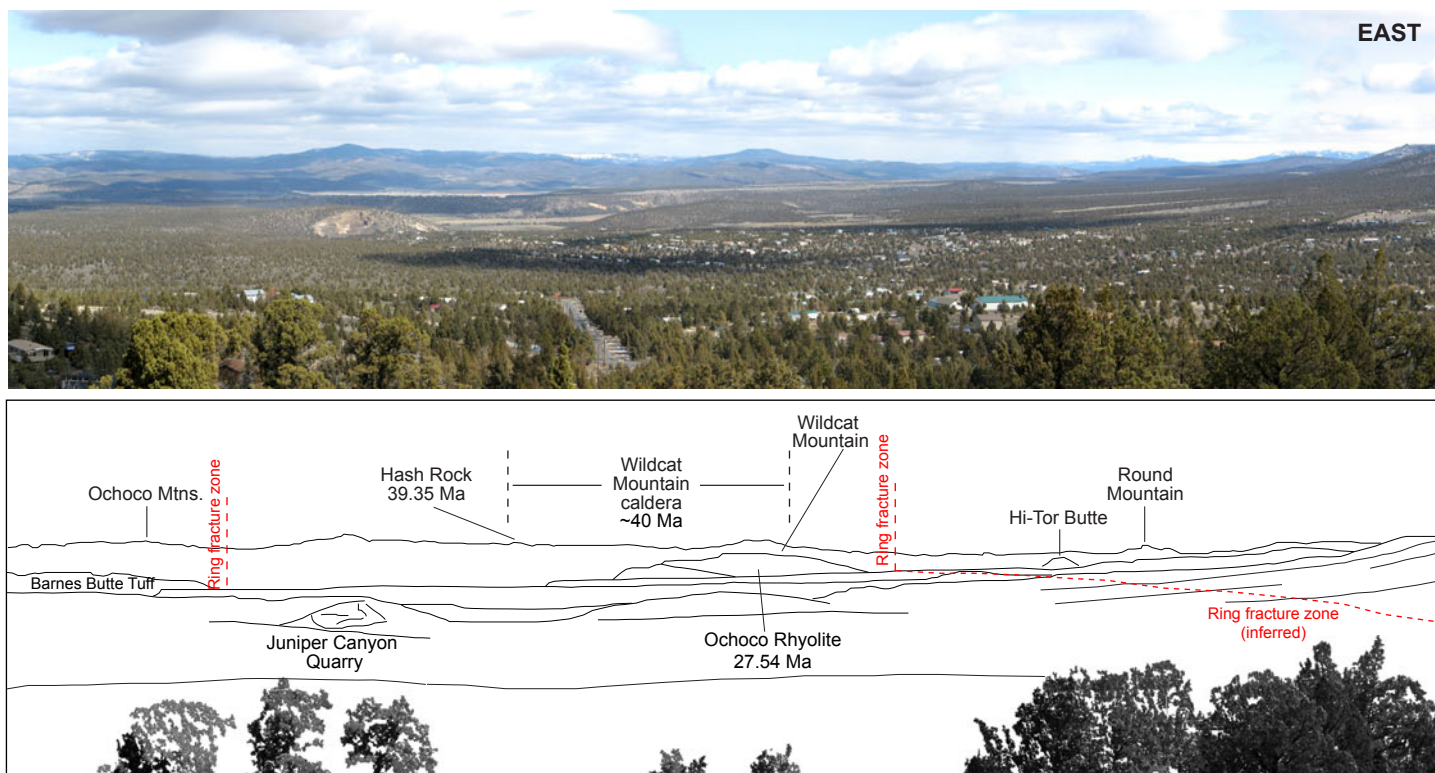 EAST
Wildcat
Mountain
Ring fracture zone
Hash Rock
39.35 Ma
Wildcat
Mountain
caldera
~40 Ma
Ring fracture zone
Round
Mountain
Ochoco Mtns.
Hi-Tor Butte
Barnes Butte Tuff
Juniper Canyon
Quarry
Ochoco Rhyolite
27.54 Ma
Ring fracture zone
(inferred)